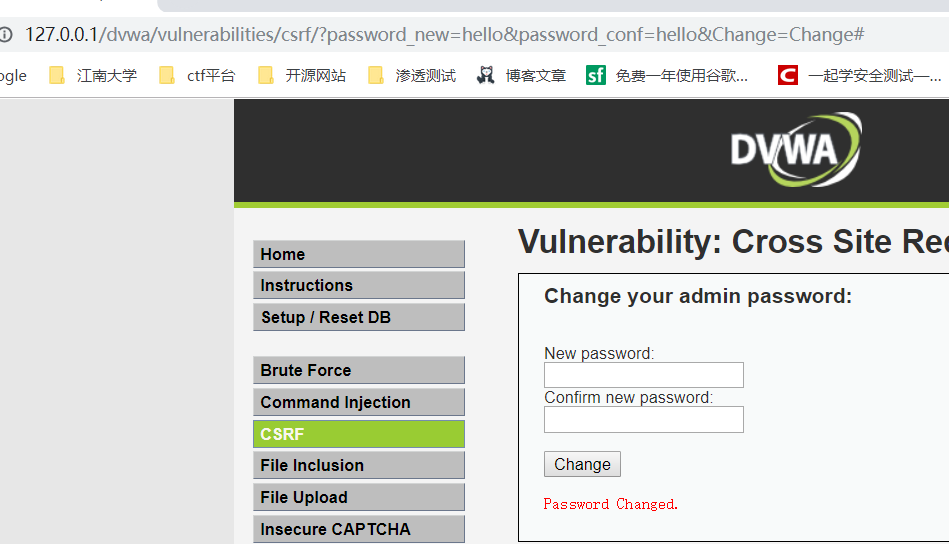 127.0.0.1/dvwa/vulnerabilities/csrf/?password_new=hello&password_conf=hello&Change=Change#
ogle 江南大学 ctf平台 开源网站 渗透测试 博客文章 sf 免费一年使用谷歌... C 一起学安全测试—...
DVWA
Vulnerability: Cross Site Rec
Home
Instructions
Setup / Reset DB
Brute Force
Command Injection
CSRF
File Inclusion
File Upload
Insecure CAPTCHA
Change your admin password:
New password:
Confirm new password:
Change
Password Changed.